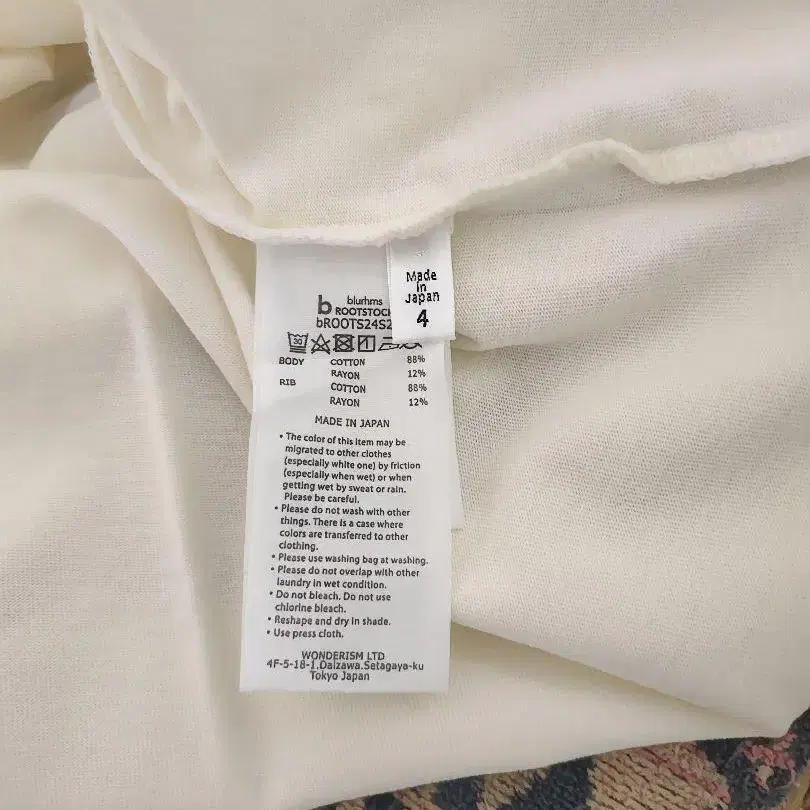 Made
in
Japan
4
b blurhms
ROOTSTOCK
bROOTS24S2
30
BODY COTTON 88%
RAYON 12%
RIB COTTON 88%
RAYON 12%
MADE IN JAPAN
• The color of this item may be
migrated to other clothes
(especially white one) by friction
(especially when wet) or when
getting wet by sweat or rain.
Please be careful.
• Please do not wash with other
things. There is a case where
colors are transferred to other
clothing.
• Please use washing bag at washing.
• Please do not overlap with other
laundry in wet condition.
• Do not bleach. Do not use
chlorine bleach.
• Reshape and dry in shade.
• Use press cloth.
WONDERISM LTD
4F-5-18-1,Daizawa.Setagaya-ku
Tokyo Japan